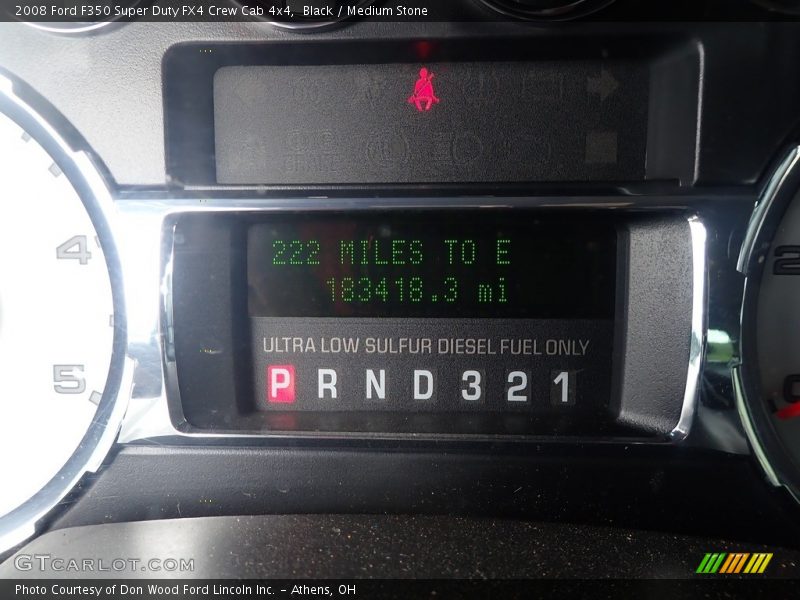 2008 Ford F350 Super Duty FX4 Crew Cab 4x4, Black / Medium Stone
4
222 MILES TO E
183418.3 mi
ULTRA LOW SULFUR DIESEL FUEL ONLY
5
P R N D 3 2 1
GTCARLOT.COM
Photo Courtesy of Don Wood Ford Lincoln Inc. – Athens, OH